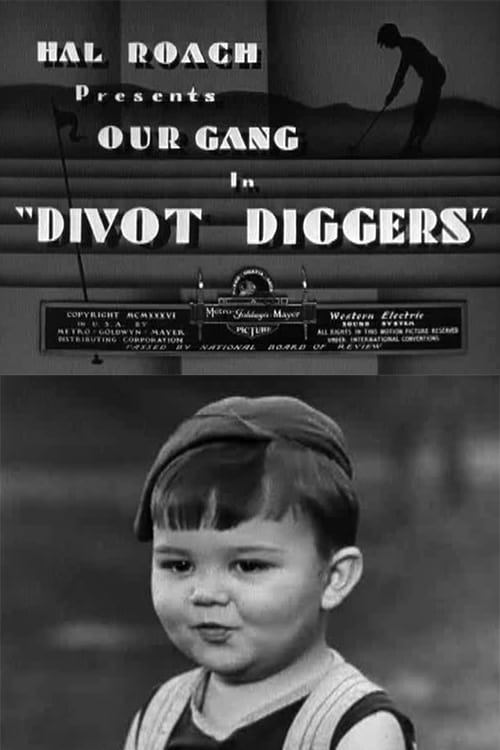 HAL ROACH
Presents
OUR GANG
In
"DIVOT DIGGERS"
COPYRIGHT MCMXXXVI
IN U. S. A. BY
METRO-GOLDWYN-MAYER
DISTRIBUTING CORPORATION
Metro-Goldwyn-Mayer
PICTURE
Western Electric
SOUND SYSTEM
ALL RIGHTS IN THIS MOTION PICTURE RESERVED
UNDER INTERNATIONAL CONVENTIONS
PASSED BY NATIONAL BOARD OF REVIEW